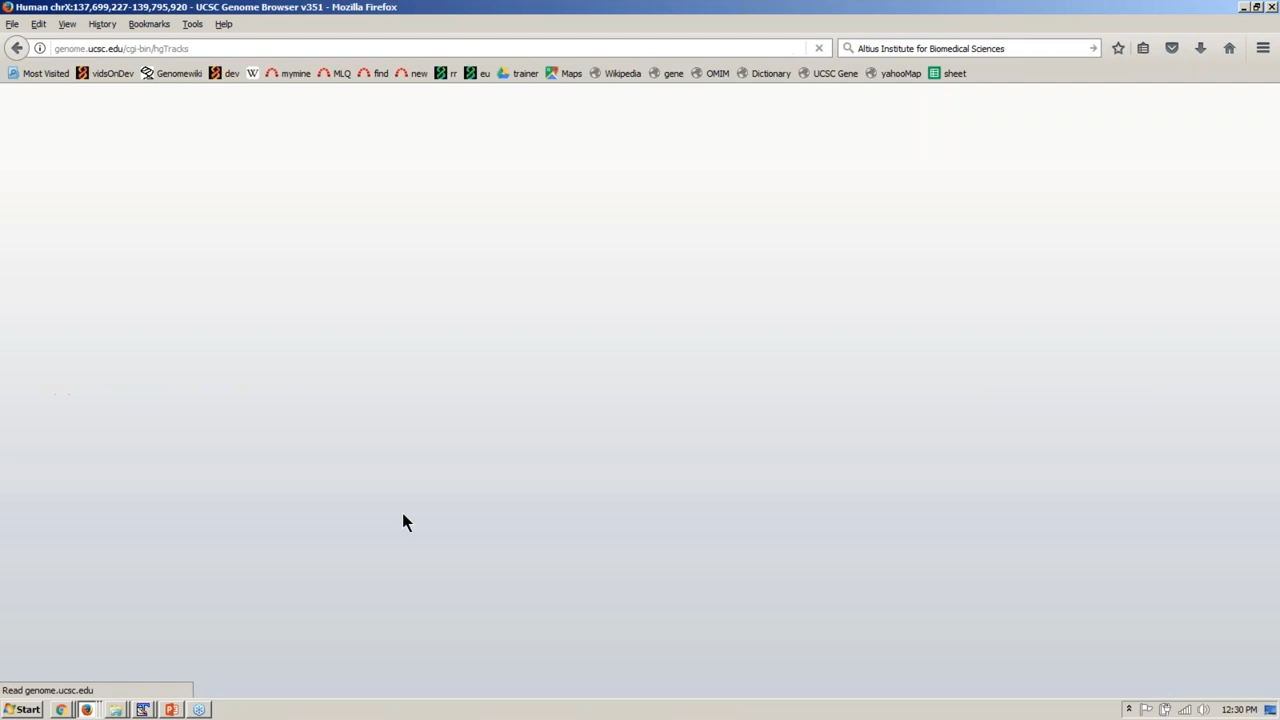 Human chrX:137,699,227-139,795,920 - UCSC Genome Browser v351 - Mozilla Firefox
File Edit View History Bookmarks Tools Help
genome.ucsc.edu/cgi-bin/hgTracks Altius Institute for Biomedical Sciences
Most Visited vidsOnDev Genomewiki dev W mymine MLQ find new rr eu trainer Maps Wikipedia gene OMIM Dictionary UCSC Gene yahooMap sheet
Read genome.ucsc.edu
Start 12:30 PM